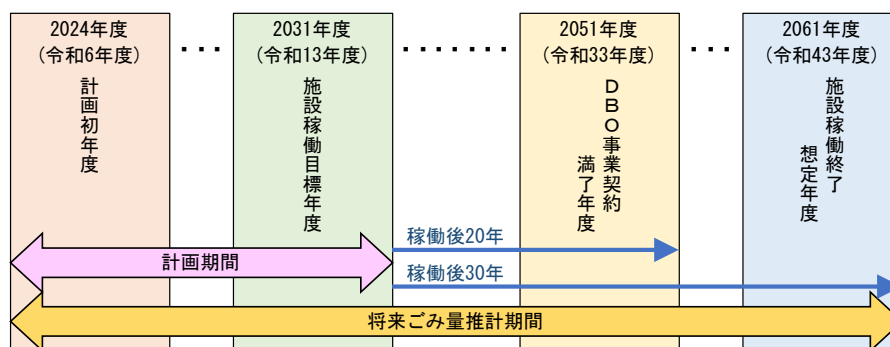 2024年度
（令和6年度）
計画初年度
・・・
2031年度
（令和13年度）
施設稼働目標年度
・・・・・・
2051年度
（令和33年度）
ＤＢＯ事業契約
満了年度
・・・
2061年度
（令和43年度）
施設稼働終了
想定年度
稼働後20年
計画期間
稼働後30年
将来ごみ量推計期間